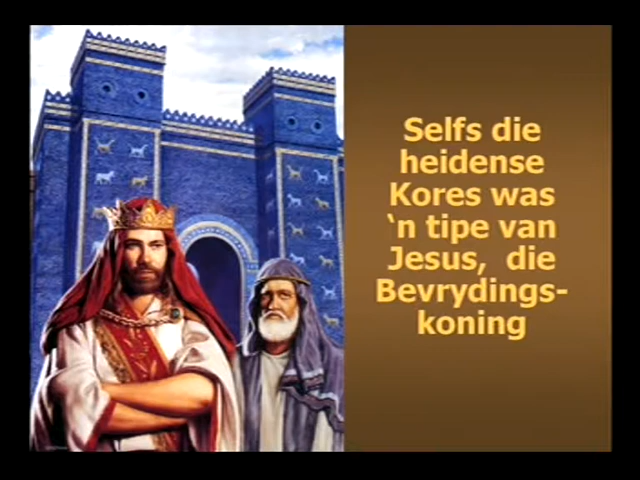 Selfs die
heidense
Kores was
‘n tipe van
Jesus, die
Bevrydings-
koning